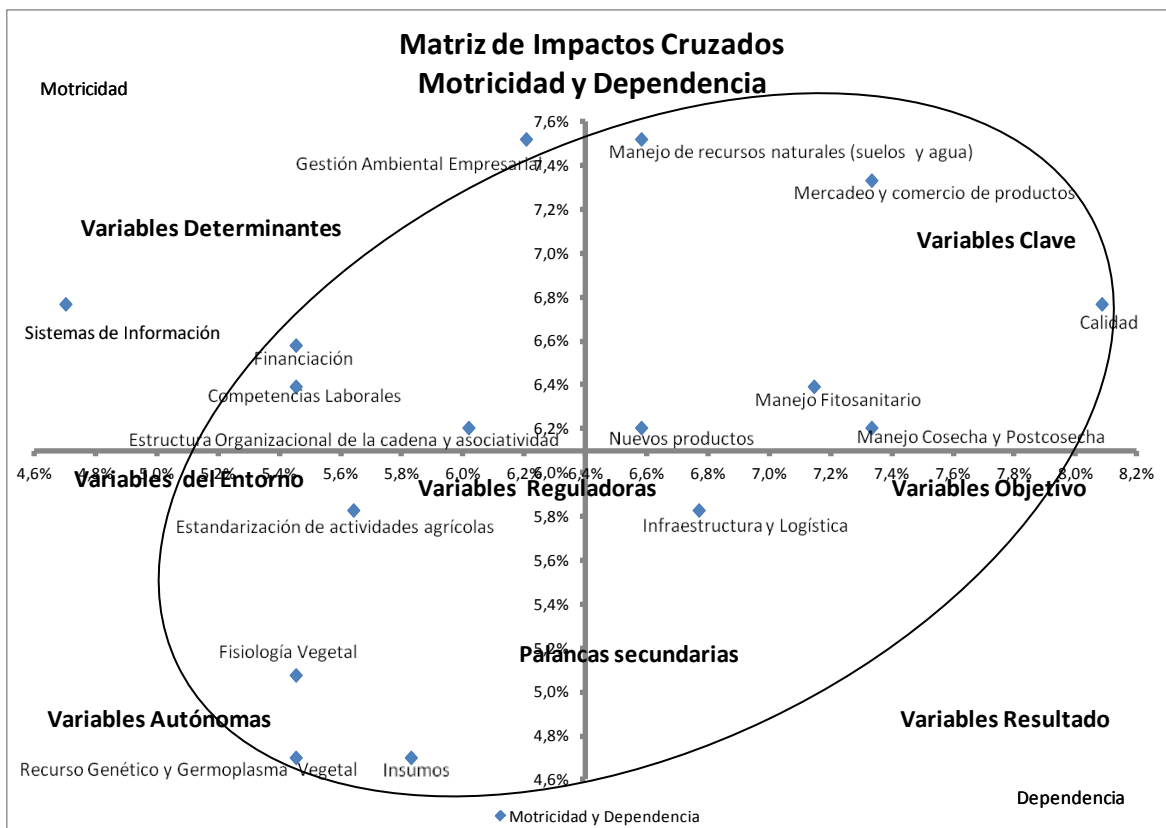 Matriz de Impactos Cruzados
Motricidad y Dependencia
Motricidad
7,6%
Gestión Ambiental Empresarial
Manejo de recursos naturales (suelos y agua)
7,4%
Mercadeo y comercio de productos
7,2%
Variables Determinantes
Variables Clave
7,0%
6,8%
Sistemas de Información
Calidad
6,6%
Financiación
6,4%
Competencias Laborales
Manejo Fitosanitario
6,2%
Estructura Organizacional de la cadena y asociatividad
Nuevos productos
Manejo Cosecha y Postcosecha
6,0%
4,6% 4,8% 5,0% 5,2% 5,4% 5,6% 5,8% 6,0% 6,2% 6,4% 6,6% 6,8% 7,0% 7,2% 7,4% 7,6% 7,8% 8,0% 8,2%
Variables del Entorno
Variables Reguladoras
Variables Objetivo
5,8%
Estandarización de actividades agrícolas
Infraestructura y Logística
5,6%
5,4%
5,2%
Fisiología Vegetal
Palancas secundarias
5,0%
Variables Autónomas
Variables Resultado
4,8%
Recurso Genético y Germoplasma Vegetal
Insumos
4,6%
Dependencia
Motricidad y Dependencia